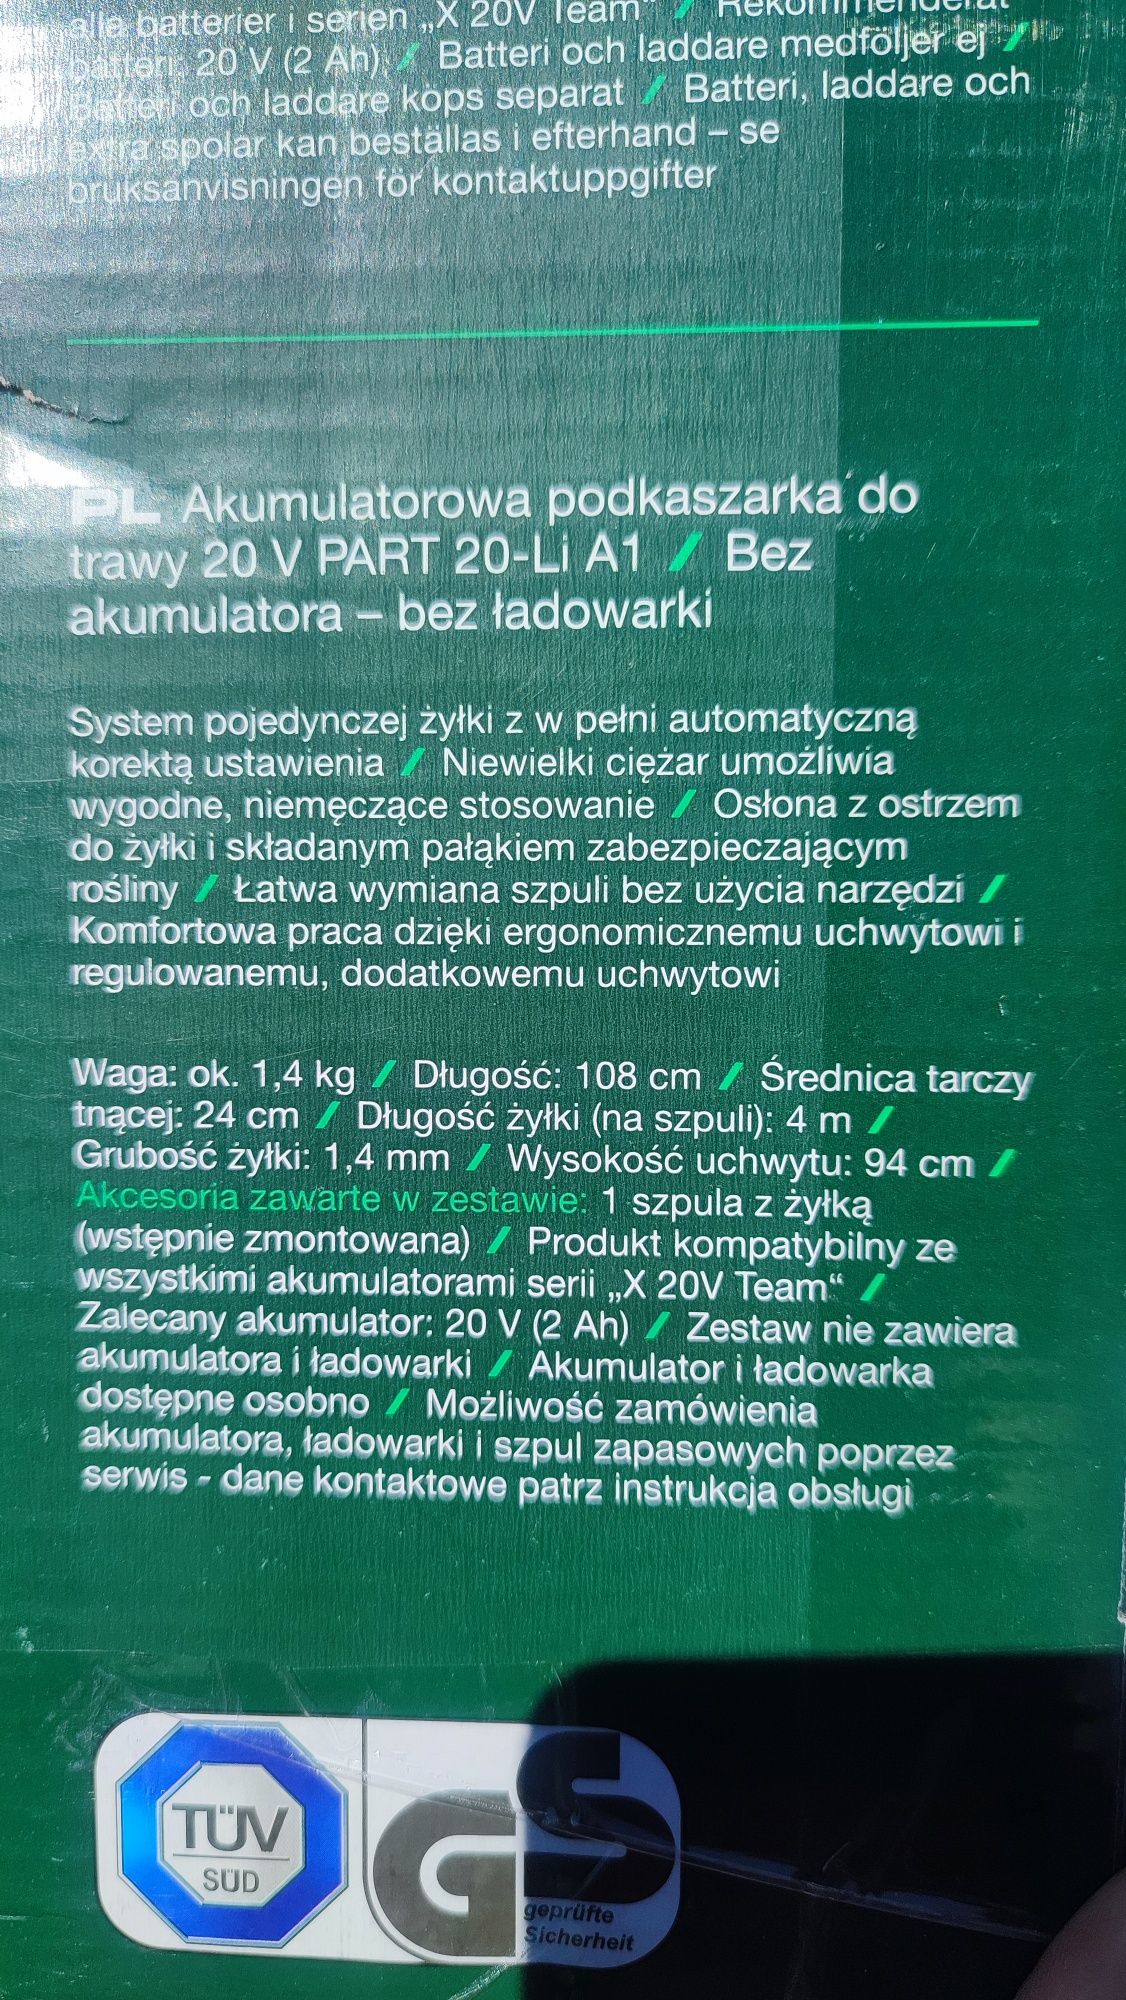 alla batterier i serien „X 20V Team“ / Rekommenderat
batteri: 20 V (2 Ah) / Batteri och laddare medföljer ej /
Batteri och laddare köps separat / Batteri, laddare och
extra spolar kan beställas i efterhand – se
bruksanvisningen för kontaktuppgifter
PL Akumulatorowa podkaszarka do
trawy 20 V PART 20-Li A1 / Bez
akumulatora – bez ładowarki
System pojedynczej żyłki z w pełni automatyczną
korektą ustawienia / Niewielki ciężar umożliwia
wygodne, niemęczące stosowanie / Osłona z ostrzem
do żyłki i składanym pałąkiem zabezpieczającym
rośliny / Łatwa wymiana szpuli bez użycia narzędzi /
Komfortowa praca dzięki ergonomicznemu uchwytowi i
regulowanemu, dodatkowemu uchwytowi
Waga: ok. 1,4 kg / Długość: 108 cm / Średnica tarczy
tnącej: 24 cm / Długość żyłki (na szpuli): 4 m /
Grubość żyłki: 1,4 mm / Wysokość uchwytu: 94 cm /
Akcesoria zawarte w zestawie: 1 szpula z żyłką
(wstępnie zmontowana) / Produkt kompatybilny ze
wszystkimi akumulatorami serii „X 20V Team“ /
Zalecany akumulator: 20 V (2 Ah) / Zestaw nie zawiera
akumulatora i ładowarki / Akumulator i ładowarka
dostępne osobno / Możliwość zamówienia
akumulatora, ładowarki i szpul zapasowych poprzez
serwis - dane kontaktowe patrz instrukcja obsługi
TÜV
SÜD
GS
geprüfte
Sicherheit